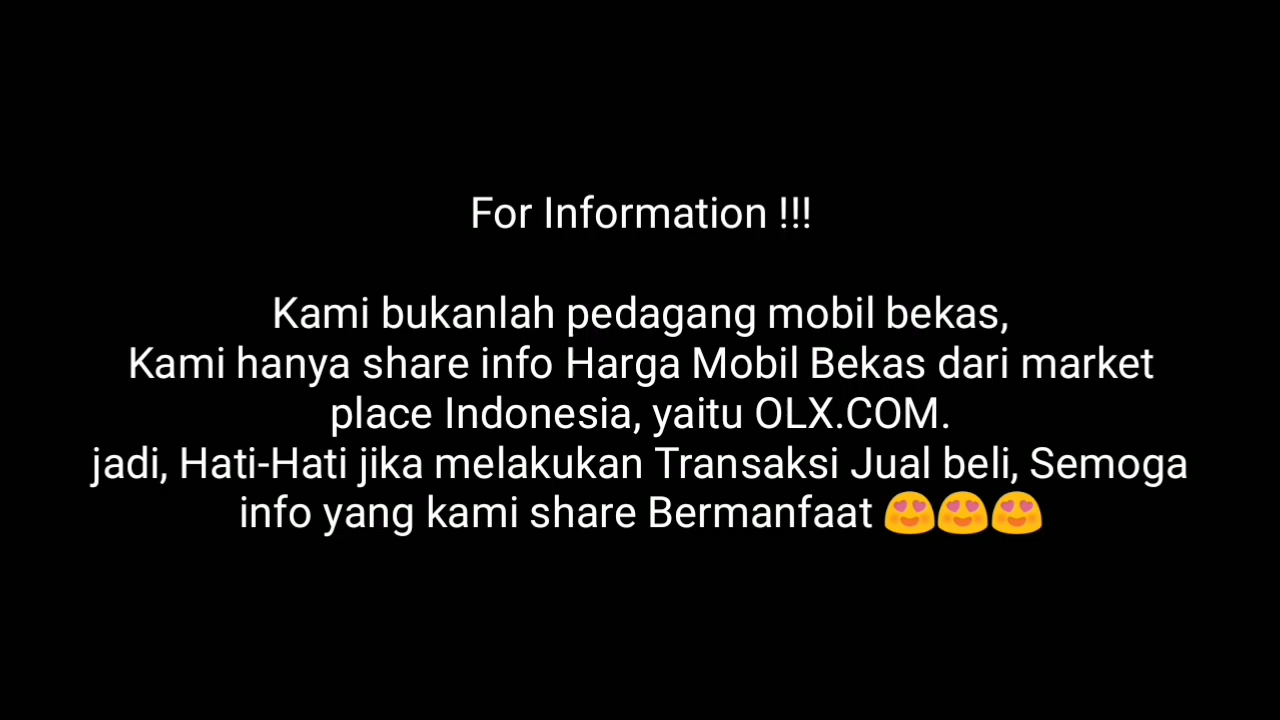 For Information !!!
Kami bukanlah pedagang mobil bekas,
Kami hanya share info Harga Mobil Bekas dari market
place Indonesia, yaitu OLX.COM.
jadi, Hati-Hati jika melakukan Transaksi Jual beli, Semoga
info yang kami share Bermanfaat 😍😍😍